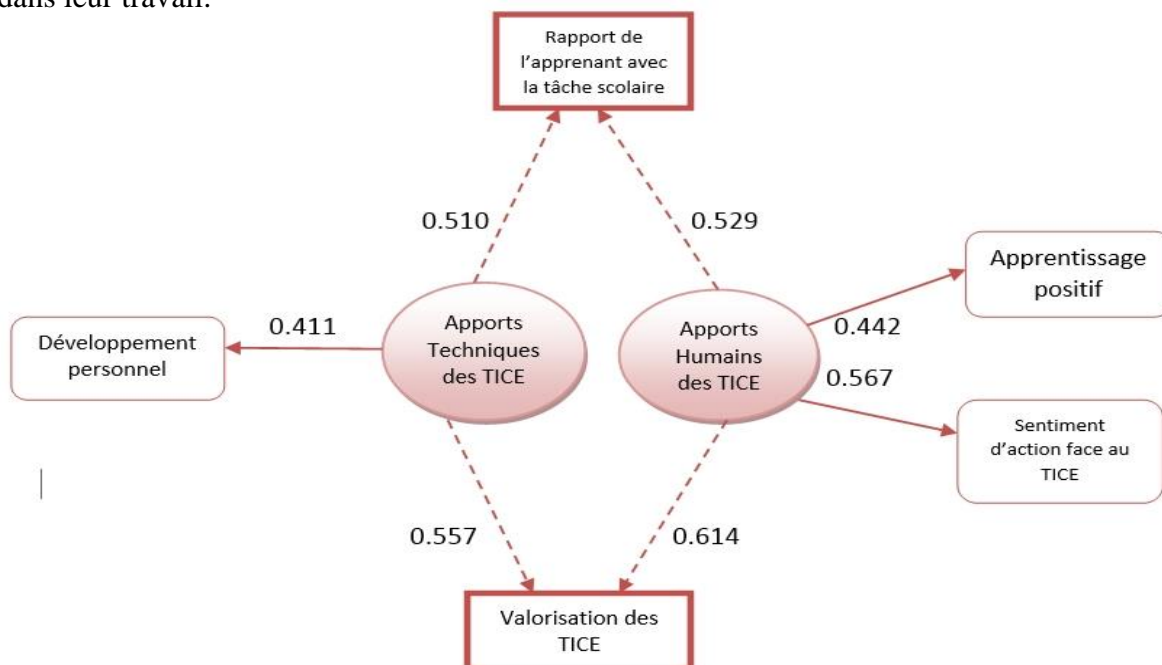 dans leur travail.
Rapport de
l'apprenant avec
la tâche scolaire
0.510
0.529
Apprentissage
positif
0.411
Apports
Techniques
des TICE
Apports
Humains
des TICE
0.442
Développement
personnel
0.567
Sentiment
d'action face au
TICE
0.557
0.614
Valorisation des
TICE